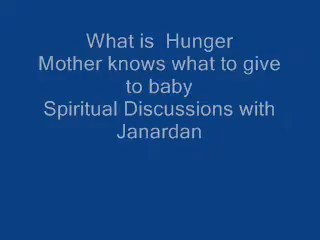 What is  Hunger
Mother knows what to give
to baby
Spiritual Discussions with
Janardan